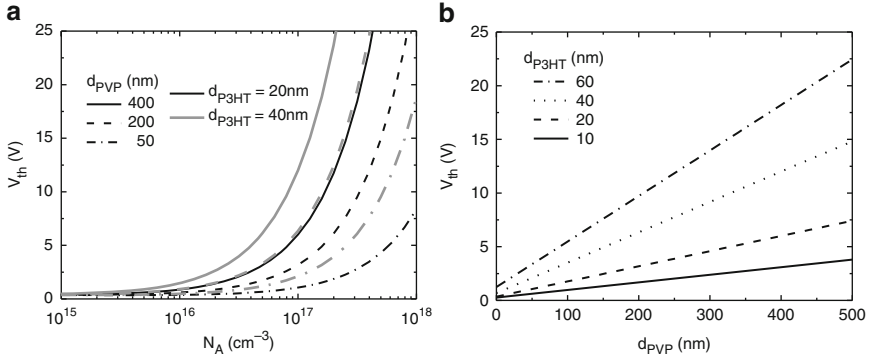 a
25
20
15
10
5
0
V_th (V)
d_PVP (nm)
400
200
50
d_P3HT = 20nm
d_P3HT = 40nm
10^15
10^16
10^17
10^18
N_A (cm^−3)
b
25
20
15
10
5
0
V_th (V)
d_P3HT (nm)
60
40
20
10
0
100
200
300
400
500
d_PVP (nm)